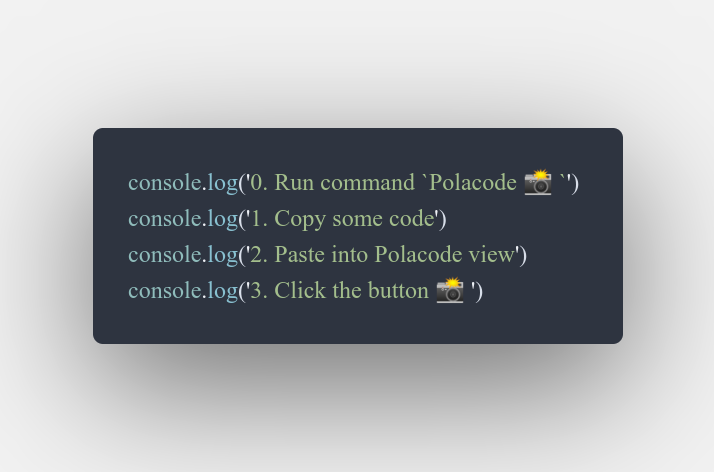 console.log('0. Run command `Polacode 📸 `')
console.log('1. Copy some code')
console.log('2. Paste into Polacode view')
console.log('3. Click the button 📸 ')